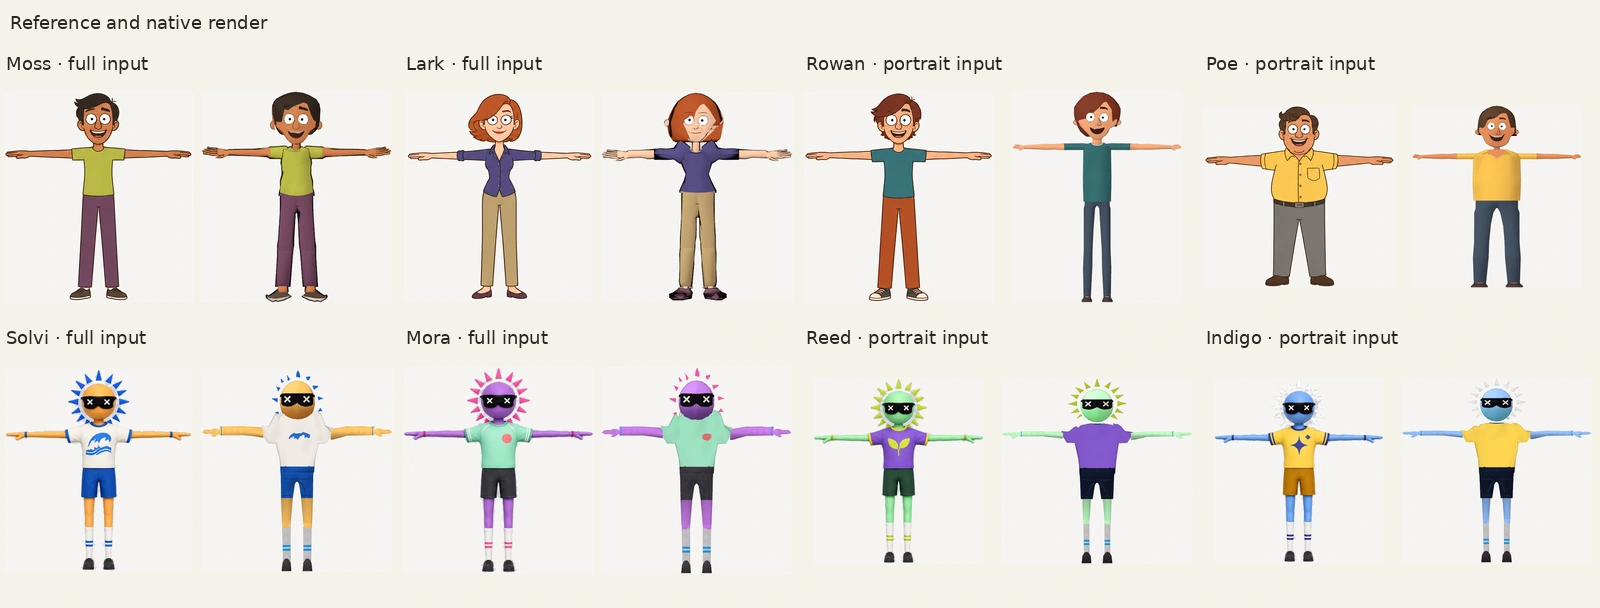 Reference and native render
Moss · full input
Lark · full input
Rowan · portrait input
Poe · portrait input
Solvi · full input
Mora · full input
Reed · portrait input
Indigo · portrait input